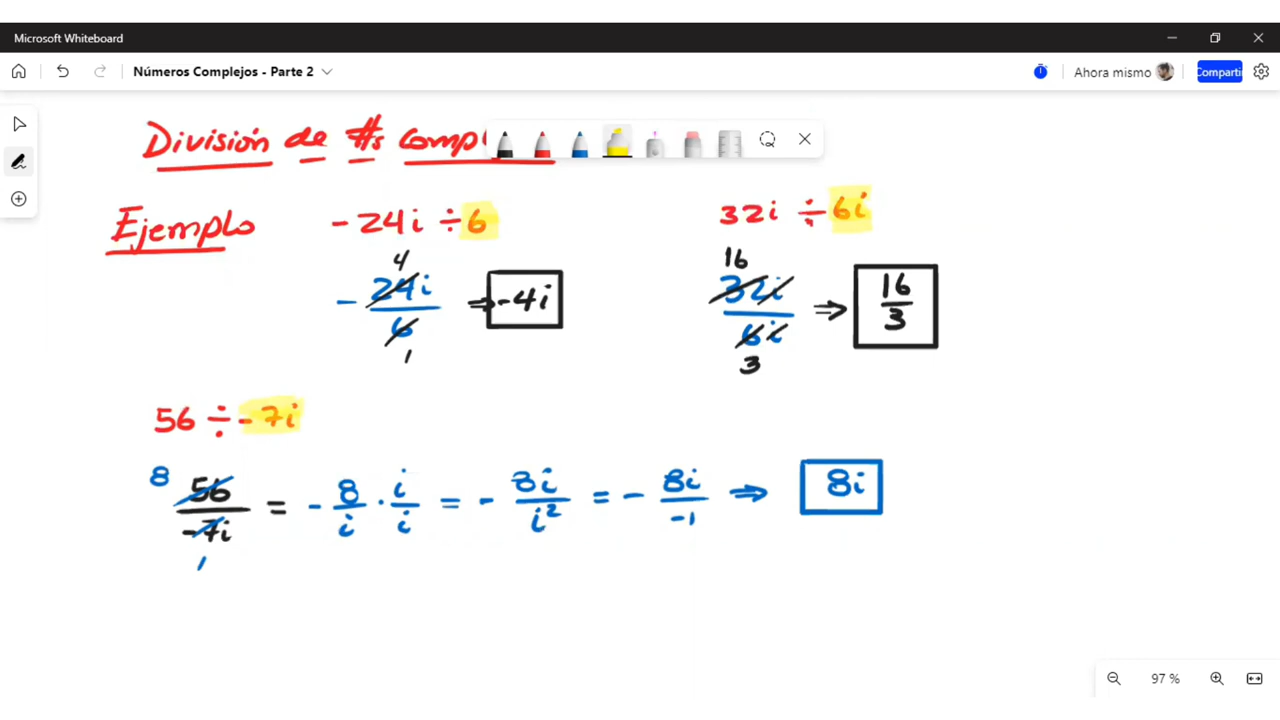 Microsoft Whiteboard
Números Complejos - Parte 2
Ahora mismo
Comparti
División de #s comp
Ejemplo
-24i ÷ 6
32i ÷ 6i
4
- 24i / 6 ⇒ -4i
1
16
32i / 6i ⇒ 16/3
3
56 ÷ -7i
8
56 / -7i = - 8/i · i/i = - 8i/i² = - 8i/-1 ⇒ 8i
1
97 %